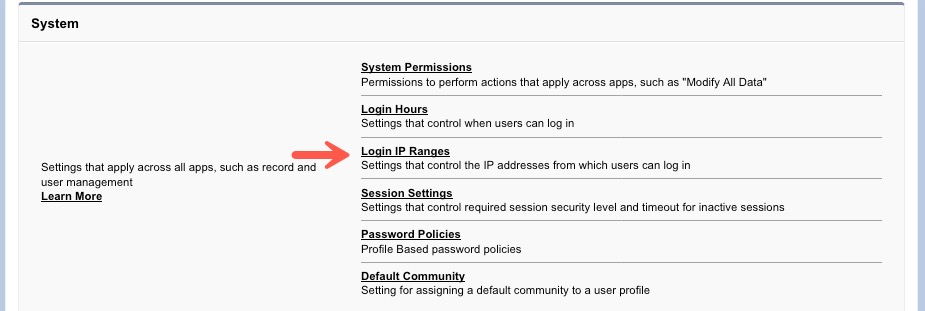 System
Settings that apply across all apps, such as record and
user management
Learn More
System Permissions
Permissions to perform actions that apply across apps, such as "Modify All Data"
Login Hours
Settings that control when users can log in
Login IP Ranges
Settings that control the IP addresses from which users can log in
Session Settings
Settings that control required session security level and timeout for inactive sessions
Password Policies
Profile Based password policies
Default Community
Setting for assigning a default community to a user profile